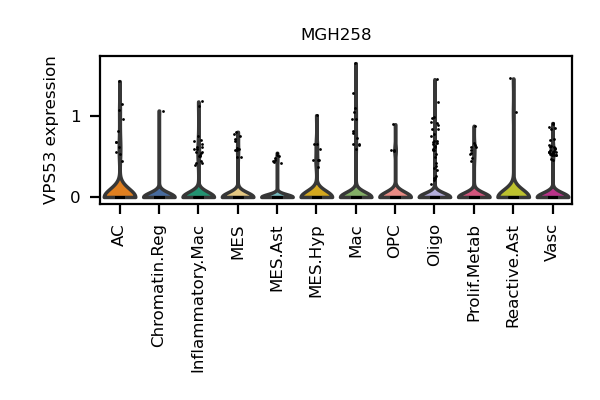 MGH258
VPS53 expression
1
0
AC
Chromatin.Reg
Inflammatory.Mac
MES
MES.Ast
MES.Hyp
Mac
OPC
Oligo
Prolif.Metab
Reactive.Ast
Vasc